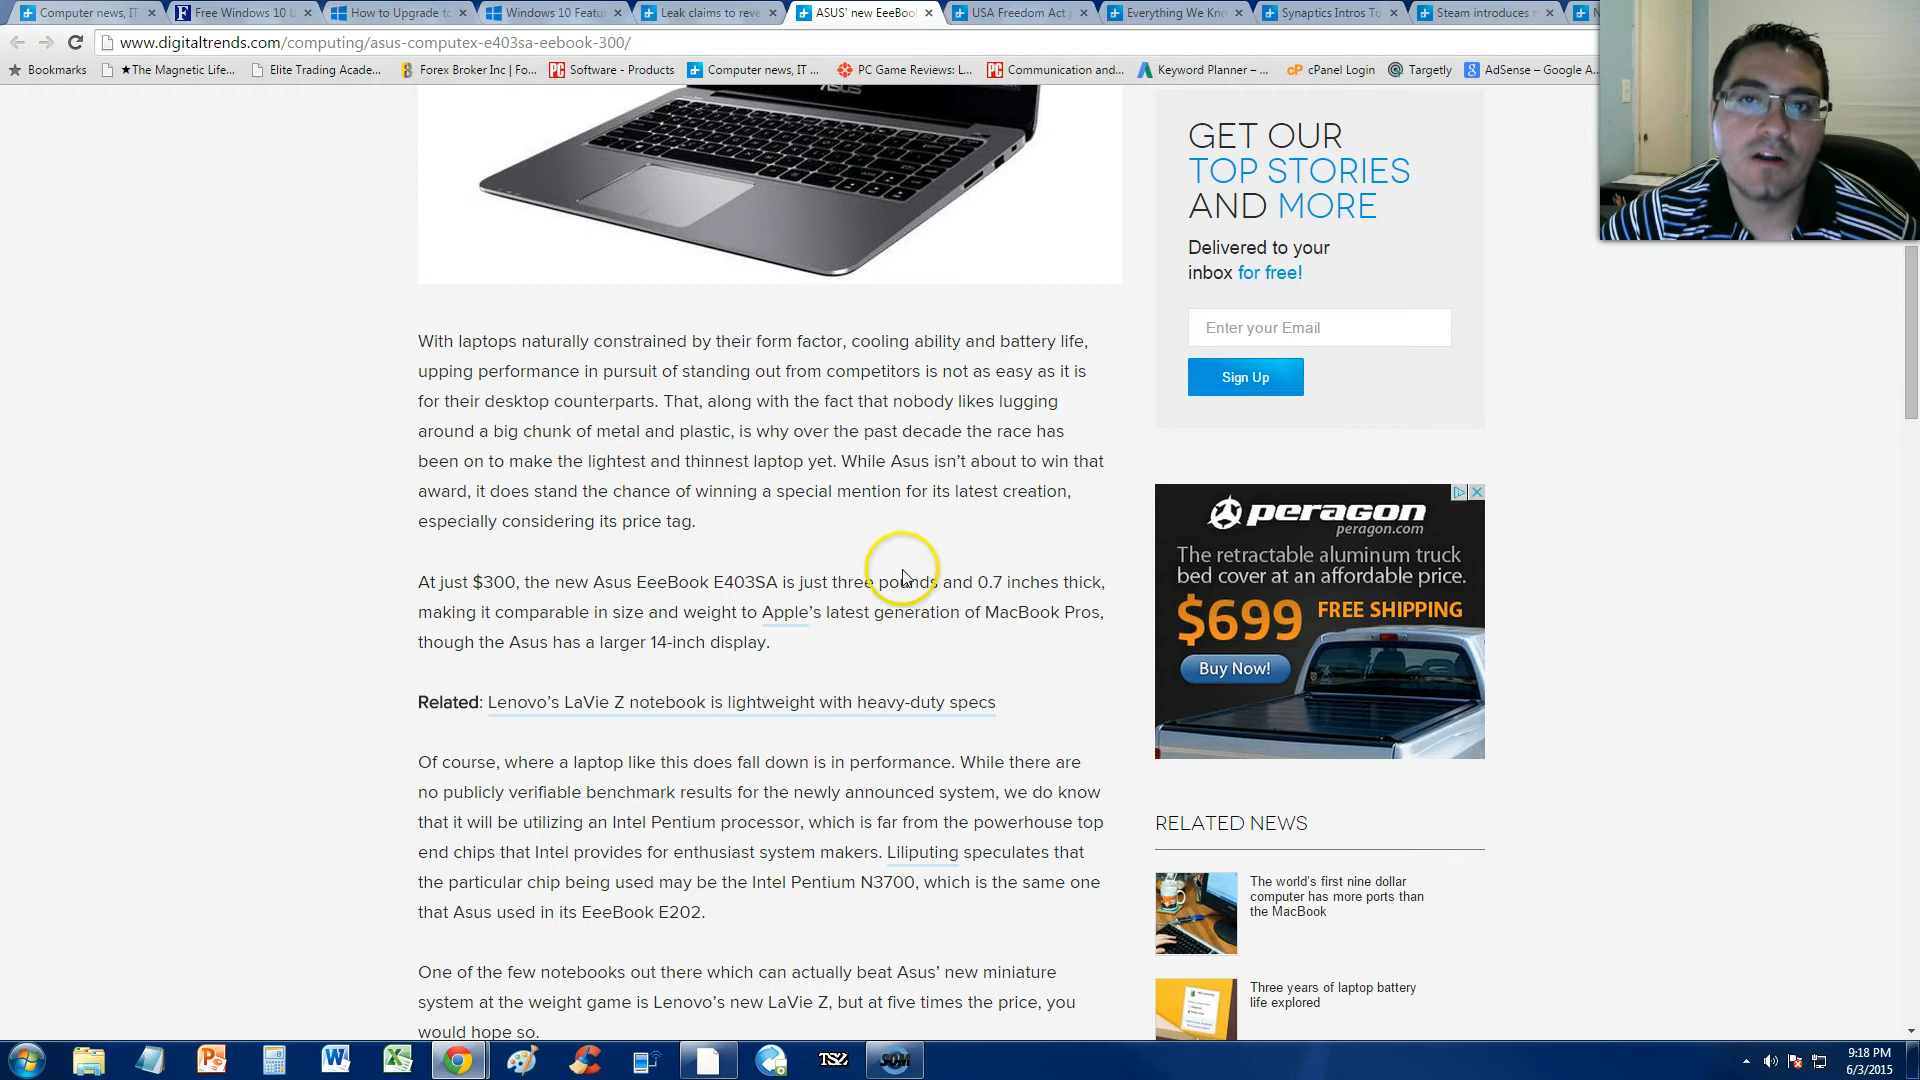 Computer news, IT
Free Windows 10 U
How to Upgrade to
Windows 10 Featur
Leak claims to reve
ASUS' new EeeBoo
USA Freedom Act p
Everything We Kno
Synaptics Intros To
Steam introduces n
N
www.digitaltrends.com/computing/asus-computex-e403sa-eebook-300/
Bookmarks
★The Magnetic Life...
Elite Trading Acade...
Forex Broker Inc | Fo...
Software - Products
Computer news, IT ...
PC Game Reviews: L...
Communication and...
Keyword Planner – ...
cPanel Login
Targetly
AdSense – Google A...
ASUS
With laptops naturally constrained by their form factor, cooling ability and battery life,
upping performance in pursuit of standing out from competitors is not as easy as it is
for their desktop counterparts. That, along with the fact that nobody likes lugging
around a big chunk of metal and plastic, is why over the past decade the race has
been on to make the lightest and thinnest laptop yet. While Asus isn't about to win that
award, it does stand the chance of winning a special mention for its latest creation,
especially considering its price tag.
At just $300, the new Asus EeeBook E403SA is just three pounds and 0.7 inches thick,
making it comparable in size and weight to Apple's latest generation of MacBook Pros,
though the Asus has a larger 14-inch display.
Related: Lenovo's LaVie Z notebook is lightweight with heavy-duty specs
Of course, where a laptop like this does fall down is in performance. While there are
no publicly verifiable benchmark results for the newly announced system, we do know
that it will be utilizing an Intel Pentium processor, which is far from the powerhouse top
end chips that Intel provides for enthusiast system makers. Liliputing speculates that
the particular chip being used may be the Intel Pentium N3700, which is the same one
that Asus used in its EeeBook E202.
One of the few notebooks out there which can actually beat Asus' new miniature
system at the weight game is Lenovo's new LaVie Z, but at five times the price, you
would hope so.
GET OUR
TOP STORIES
AND MORE
Delivered to your
inbox for free!
Enter your Email
Sign Up
peragon
peragon.com
The retractable aluminum truck
bed cover at an affordable price.
$699 FREE SHIPPING
Buy Now!
RELATED NEWS
The world's first nine dollar
computer has more ports than
the MacBook
Three years of laptop battery
life explored
TSZ
SOM
9:18 PM
6/3/2015